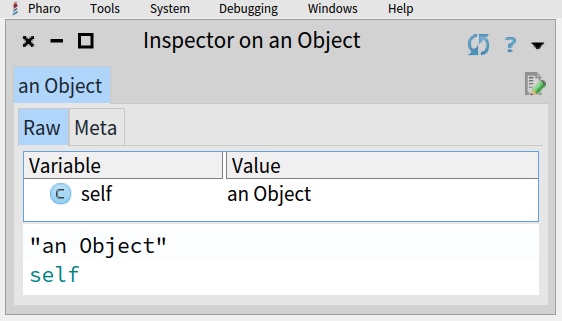 Pharo Tools System Debugging Windows Help
Inspector on an Object ?
an Object
Raw Meta
Variable Value
C self an Object
"an Object"
self